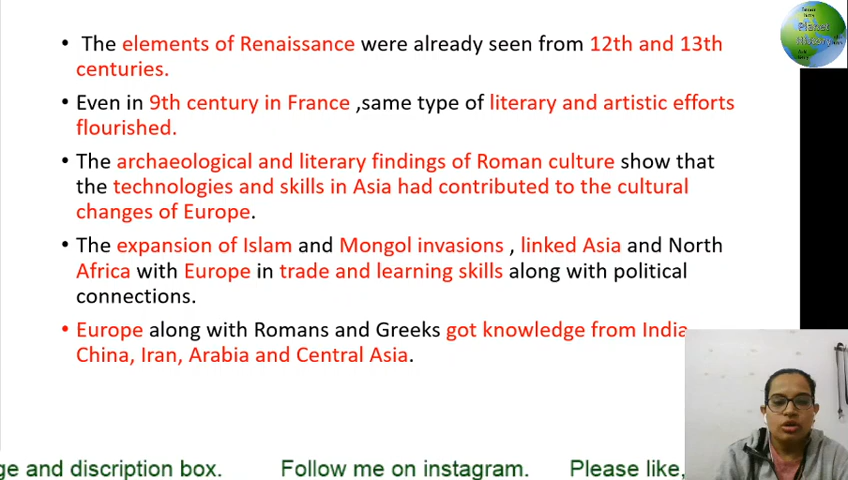 • The elements of Renaissance were already seen from 12th and 13th
centuries.
• Even in 9th century in France ,same type of literary and artistic efforts
flourished.
• The archaeological and literary findings of Roman culture show that
the technologies and skills in Asia had contributed to the cultural
changes of Europe.
• The expansion of Islam and Mongol invasions , linked Asia and North
Africa with Europe in trade and learning skills along with political
connections.
• Europe along with Romans and Greeks got knowledge from India
China, Iran, Arabia and Central Asia.
Planet
History
ge and discription box. Follow me on instagram. Please like,